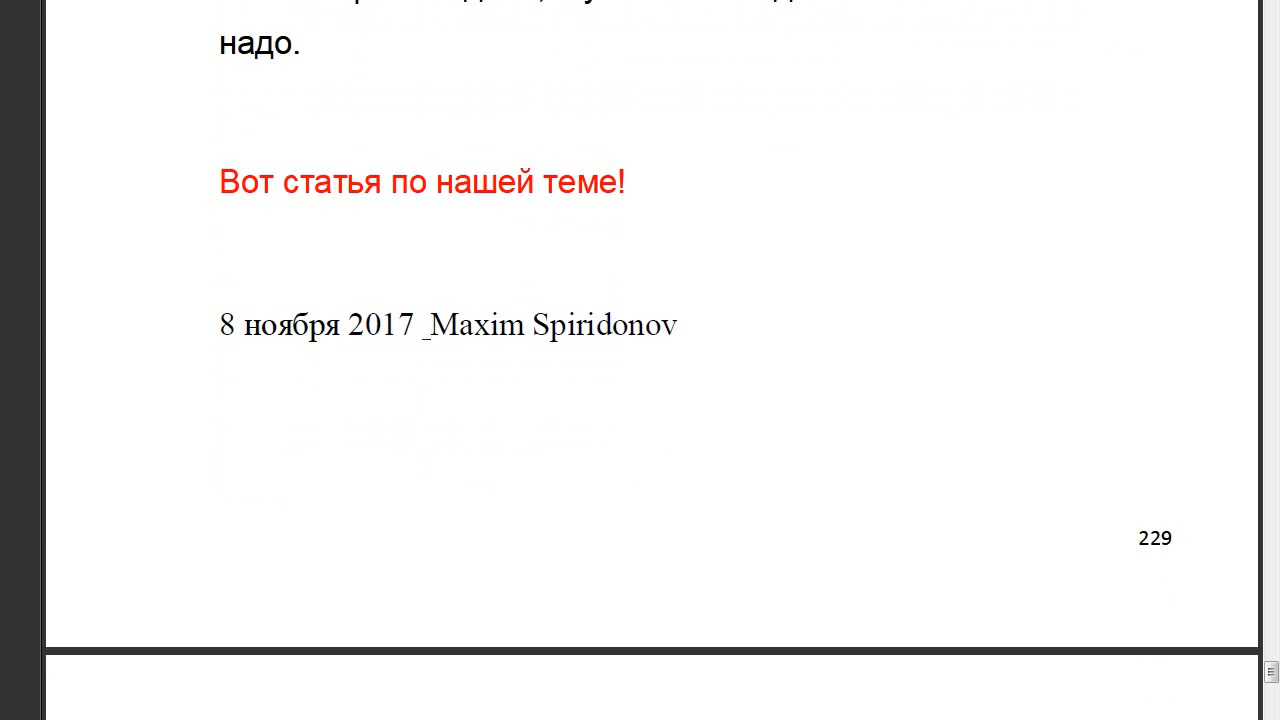 надо.
Вот статья по нашей теме!
8 ноября 2017 _Maxim Spiridonov
229